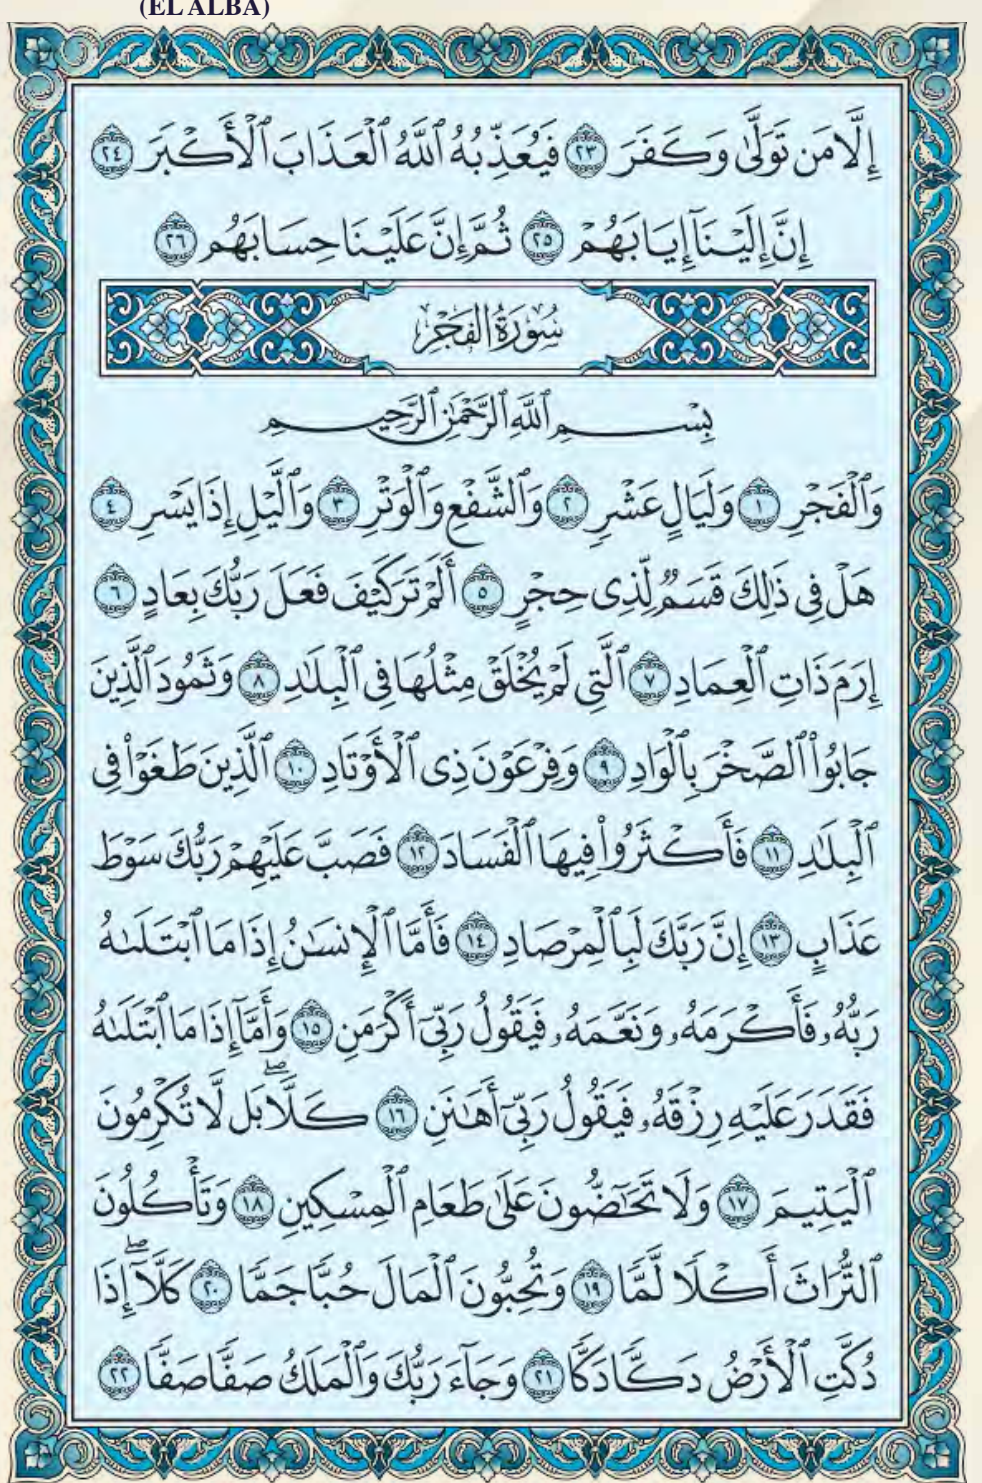 (EL ALBA)
إِلَّا مَن تَوَلَّىٰ وَكَفَرَ ٢٣ فَيُعَذِّبُهُ ٱللَّهُ ٱلْعَذَابَ ٱلْأَكْبَرَ ٢٤
إِنَّ إِلَيْنَآ إِيَابَهُمْ ٢٥ ثُمَّ إِنَّ عَلَيْنَا حِسَابَهُم ٢٦
سُورَةُ الفَجْرِ
بِسْمِ ٱللَّهِ ٱلرَّحْمَٰنِ ٱلرَّحِيمِ
وَٱلْفَجْرِ ١ وَلَيَالٍ عَشْرٍ ٢ وَٱلشَّفْعِ وَٱلْوَتْرِ ٣ وَٱلَّيْلِ إِذَا يَسْرِ ٤
هَلْ فِى ذَٰلِكَ قَسَمٌ لِّذِى حِجْرٍ ٥ أَلَمْ تَرَ كَيْفَ فَعَلَ رَبُّكَ بِعَادٍ ٦
إِرَمَ ذَاتِ ٱلْعِمَادِ ٧ ٱلَّتِى لَمْ يُخْلَقْ مِثْلُهَا فِى ٱلْبِلَٰدِ ٨ وَثَمُودَ ٱلَّذِينَ
جَابُوا۟ ٱلصَّخْرَ بِٱلْوَادِ ٩ وَفِرْعَوْنَ ذِى ٱلْأَوْتَادِ ١٠ ٱلَّذِينَ طَغَوْا۟ فِى
ٱلْبِلَٰدِ ١١ فَأَكْثَرُوا۟ فِيهَا ٱلْفَسَادَ ١٢ فَصَبَّ عَلَيْهِمْ رَبُّكَ سَوْطَ
عَذَابٍ ١٣ إِنَّ رَبَّكَ لَبِٱلْمِرْصَادِ ١٤ فَأَمَّا ٱلْإِنسَٰنُ إِذَا مَا ٱبْتَلَىٰهُ
رَبُّهُۥ فَأَكْرَمَهُۥ وَنَعَّمَهُۥ فَيَقُولُ رَبِّىٓ أَكْرَمَنِ ١٥ وَأَمَّآ إِذَا مَا ٱبْتَلَىٰهُ
فَقَدَرَ عَلَيْهِ رِزْقَهُۥ فَيَقُولُ رَبِّىٓ أَهَٰنَنِ ١٦ كَلَّا ۖ بَل لَّا تُكْرِمُونَ
ٱلْيَتِيمَ ١٧ وَلَا تَحَٰٓضُّونَ عَلَىٰ طَعَامِ ٱلْمِسْكِينِ ١٨ وَتَأْكُلُونَ
ٱلتُّرَاثَ أَكْلًا لَّمًّا ١٩ وَتُحِبُّونَ ٱلْمَالَ حُبًّا جَمًّا ٢٠ كَلَّآ ۖ إِذَا
دُكَّتِ ٱلْأَرْضُ دَكًّا دَكًّا ٢١ وَجَآءَ رَبُّكَ وَٱلْمَلَكُ صَفًّا صَفًّا ٢٢